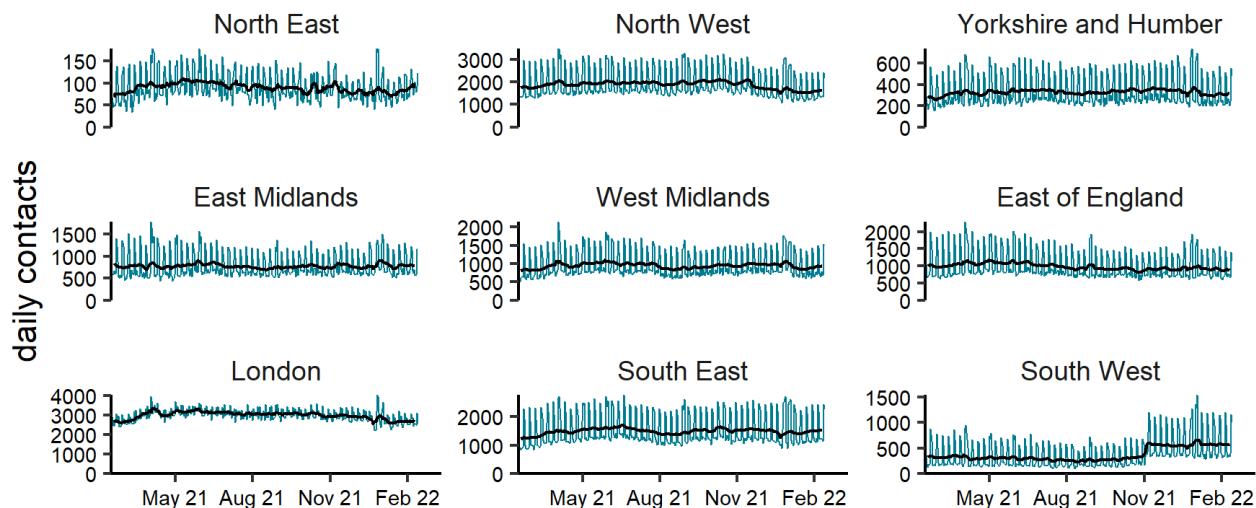 North East
North West
Yorkshire and Humber
150
100
50
0
3000
2000
1000
0
600
400
200
0
daily contacts
East Midlands
West Midlands
East of England
1500
1000
500
0
2000
1500
1000
500
0
2000
1500
1000
500
0
London
South East
South West
4000
3000
2000
1000
0
2000
1000
0
1500
1000
500
0
May 21 Aug 21 Nov 21 Feb 22
May 21 Aug 21 Nov 21 Feb 22
May 21 Aug 21 Nov 21 Feb 22